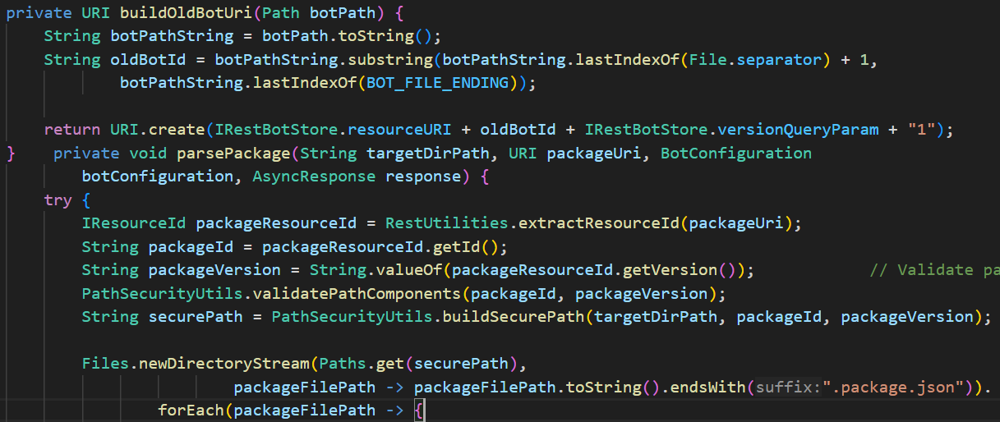 private URI buildOldBotUri(Path botPath) {
String botPathString = botPath.toString();
String oldBotId = botPathString.substring(botPathString.lastIndexOf(File.separator) + 1,
botPathString.lastIndexOf(BOT_FILE_ENDING));
return URI.create(IRestBotStore.resourceURI + oldBotId + IRestBotStore.versionQueryParam + "1");
} private void parsePackage(String targetDirPath, URI packageUri, BotConfiguration
botConfiguration, AsyncResponse response) {
try {
IResourceId packageResourceId = RestUtilities.extractResourceId(packageUri);
String packageId = packageResourceId.getId();
String packageVersion = String.valueOf(packageResourceId.getVersion()); // Validate pa
PathSecurityUtils.validatePathComponents(packageId, packageVersion);
String securePath = PathSecurityUtils.buildSecurePath(targetDirPath, packageId, packageVersion);
Files.newDirectoryStream(Paths.get(securePath),
packageFilePath -> packageFilePath.toString().endsWith(suffix:".package.json")).
forEach(packageFilePath -> {